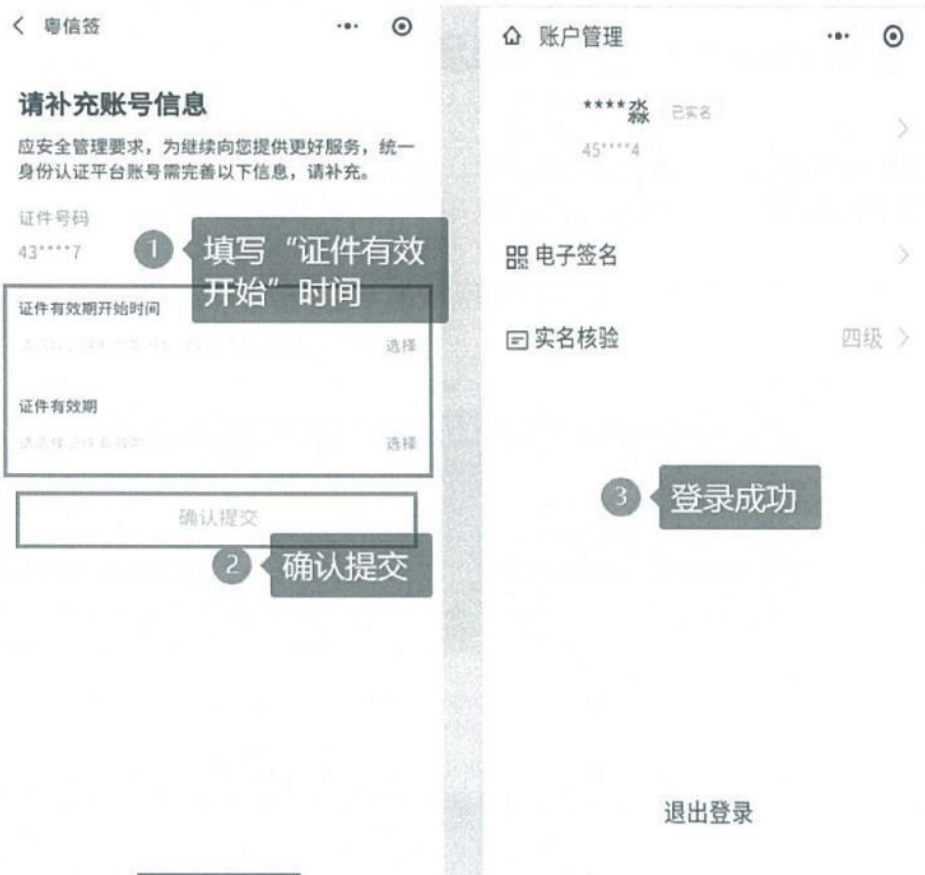 粤信签
请补充账号信息
应安全管理要求，为继续向您提供更好服务，统一
身份认证平台账号需完善以下信息，请补充。
证件号码
43****7
1
填写“证件有效
开始”时间
证件有效期开始时间
选择
证件有效期
选择
确认提交
2
确认提交
账户管理
****淼
已实名
45****4
电子签名
实名核验
四级
3
登录成功
退出登录